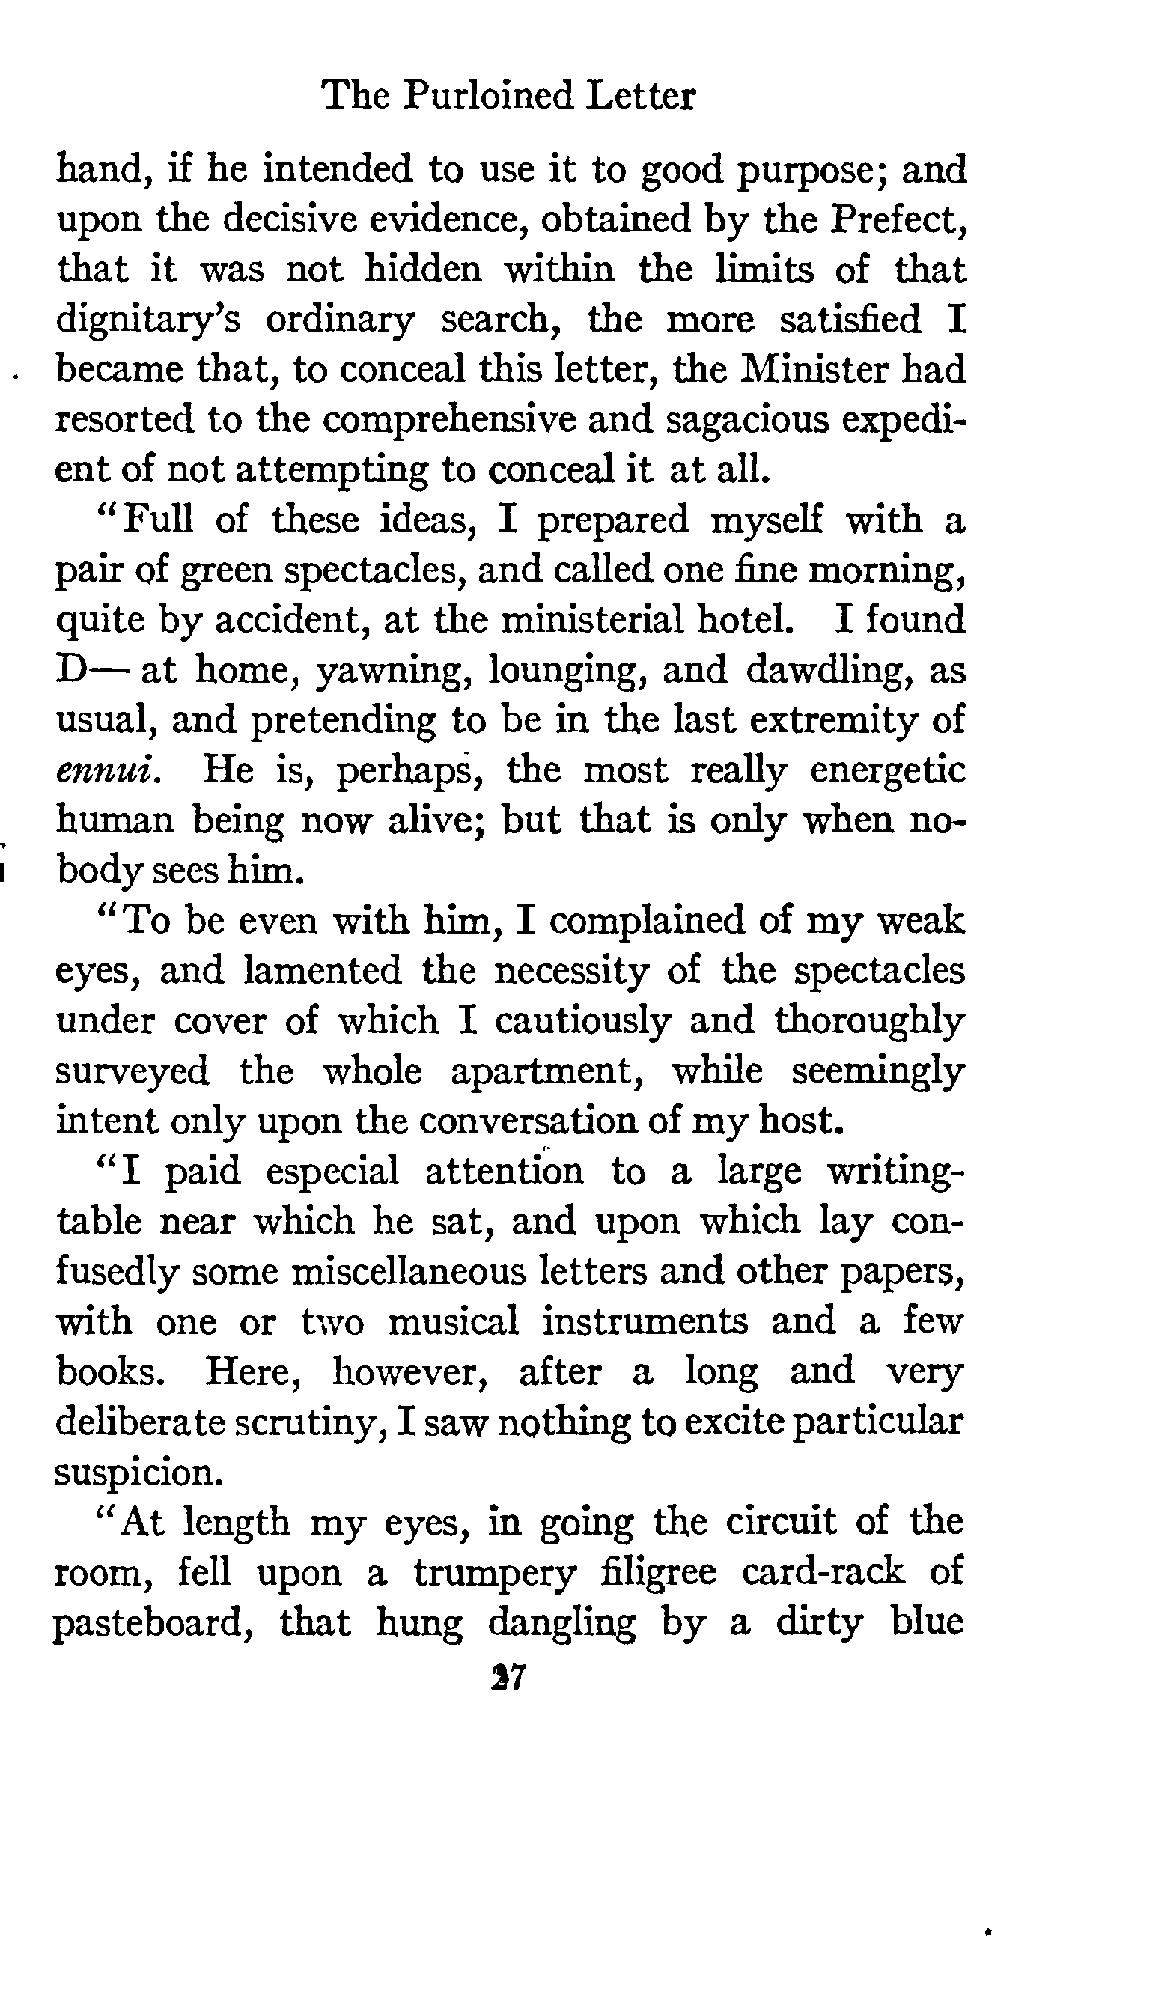 The Purloined Letter
hand, if he intended to use it to good purpose; and
upon the decisive evidence, obtained by the Prefect,
that it was not hidden within the limits of that
dignitary's ordinary search, the more satisfied I
became that, to conceal this letter, the Minister had
resorted to the comprehensive and sagacious expedi-
ent of not attempting to conceal it at all.
"Full of these ideas, I prepared myself with a
pair of green spectacles, and called one fine morning,
quite by accident, at the ministerial hotel. I found
D— at home, yawning, lounging, and dawdling, as
usual, and pretending to be in the last extremity of
ennui. He is, perhaps, the most really energetic
human being now alive; but that is only when no-
body sees him.
"To be even with him, I complained of my weak
eyes, and lamented the necessity of the spectacles
under cover of which I cautiously and thoroughly
surveyed the whole apartment, while seemingly
intent only upon the conversation of my host.
"I paid especial attention to a large writing-
table near which he sat, and upon which lay con-
fusedly some miscellaneous letters and other papers,
with one or two musical instruments and a few
books. Here, however, after a long and very
deliberate scrutiny, I saw nothing to excite particular
suspicion.
"At length my eyes, in going the circuit of the
room, fell upon a trumpery filigree card-rack of
pasteboard, that hung dangling by a dirty blue
37